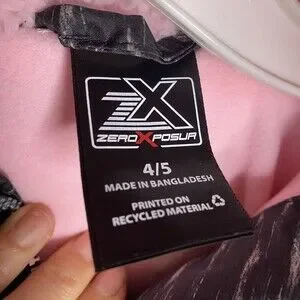 ZX
ZEROXPOSUR
4/5
MADE IN BANGLADESH
PRINTED ON
RECYCLED MATERIAL